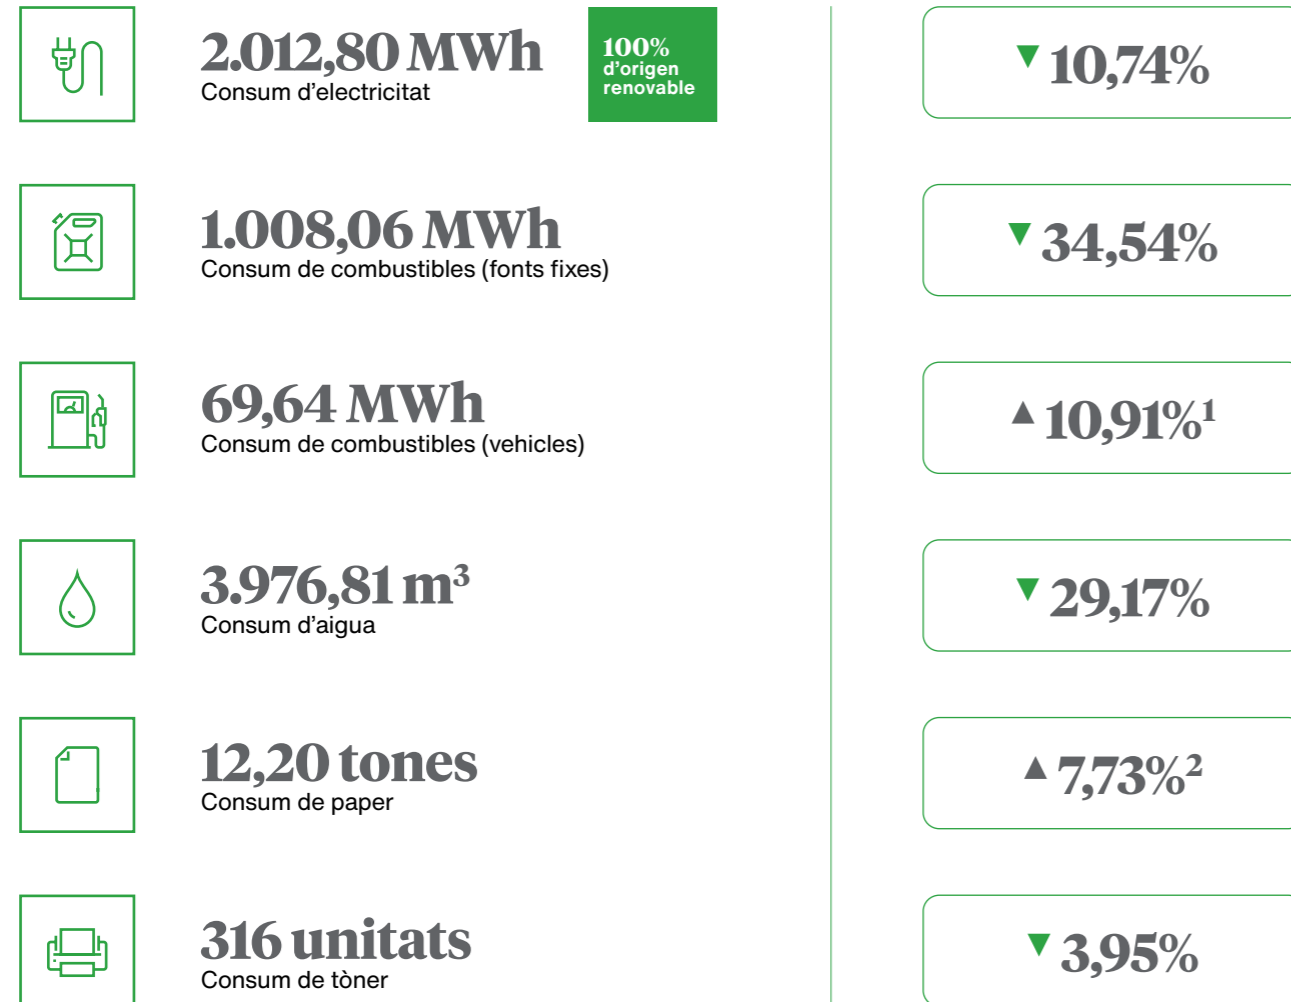 2.012,80 MWh
Consum d’electricitat
100%
d’origen
renovable
▼ 10,74%
1.008,06 MWh
Consum de combustibles (fonts fixes)
▼ 34,54%
69,64 MWh
Consum de combustibles (vehicles)
▲ 10,91%¹
3.976,81 m³
Consum d’aigua
▼ 29,17%
12,20 tones
Consum de paper
▲ 7,73%²
316 unitats
Consum de tòner
▼ 3,95%